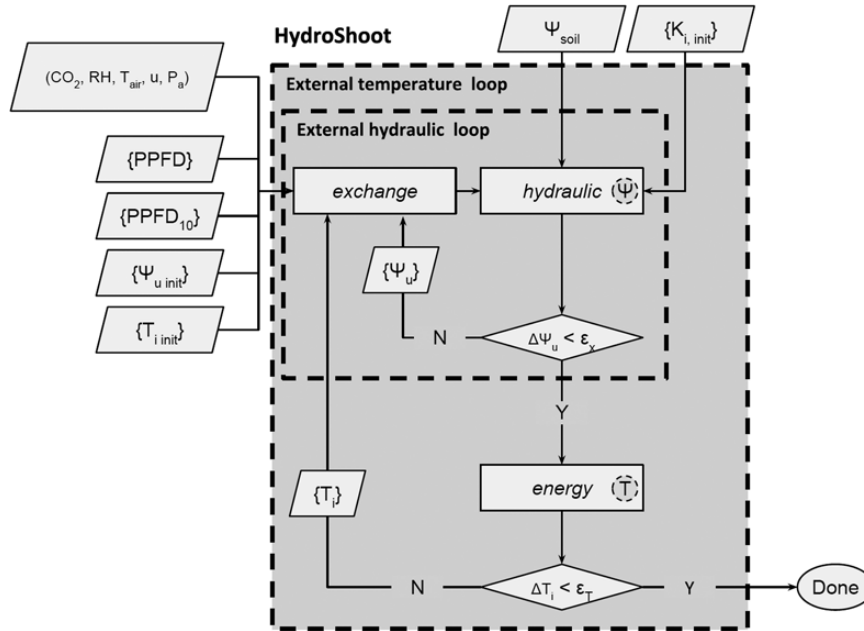 HydroShoot
Ψsoil
{Ki, init}
(CO2, RH, Tair, u, Pa)
External temperature loop
External hydraulic loop
{PPFD}
exchange
hydraulic Ψ
{PPFD10}
{Ψu init}
{Ψu}
{Ti init}
N
ΔΨu < εx
Y
{Ti}
energy T
N
ΔTi < εT
Y
Done